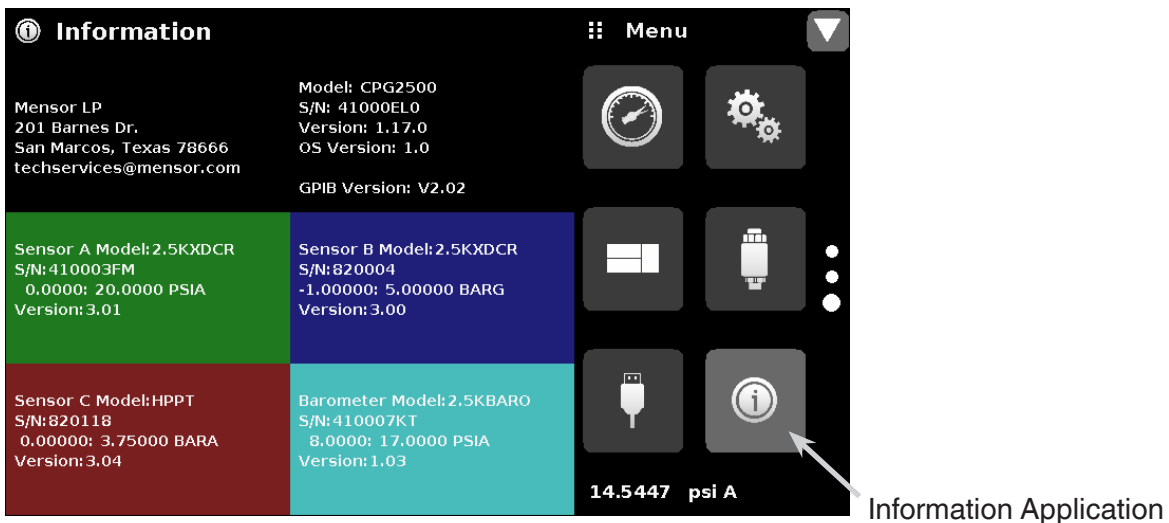 Information
Menu
Mensor LP
201 Barnes Dr.
San Marcos, Texas 78666
techservices@mensor.com
Model: CPG2500
S/N: 41000EL0
Version: 1.17.0
OS Version: 1.0
GPIB Version: V2.02
Sensor A Model:2.5KXDCR
S/N:410003FM
0.0000: 20.0000 PSIA
Version:3.01
Sensor B Model:2.5KXDCR
S/N:820004
-1.00000: 5.00000 BARG
Version:3.00
Sensor C Model:HPPT
S/N:820118
0.00000: 3.75000 BARA
Version:3.04
Barometer Model:2.5KBARO
S/N:410007KT
8.0000: 17.0000 PSIA
Version:1.03
14.5447 psi A
Information Application